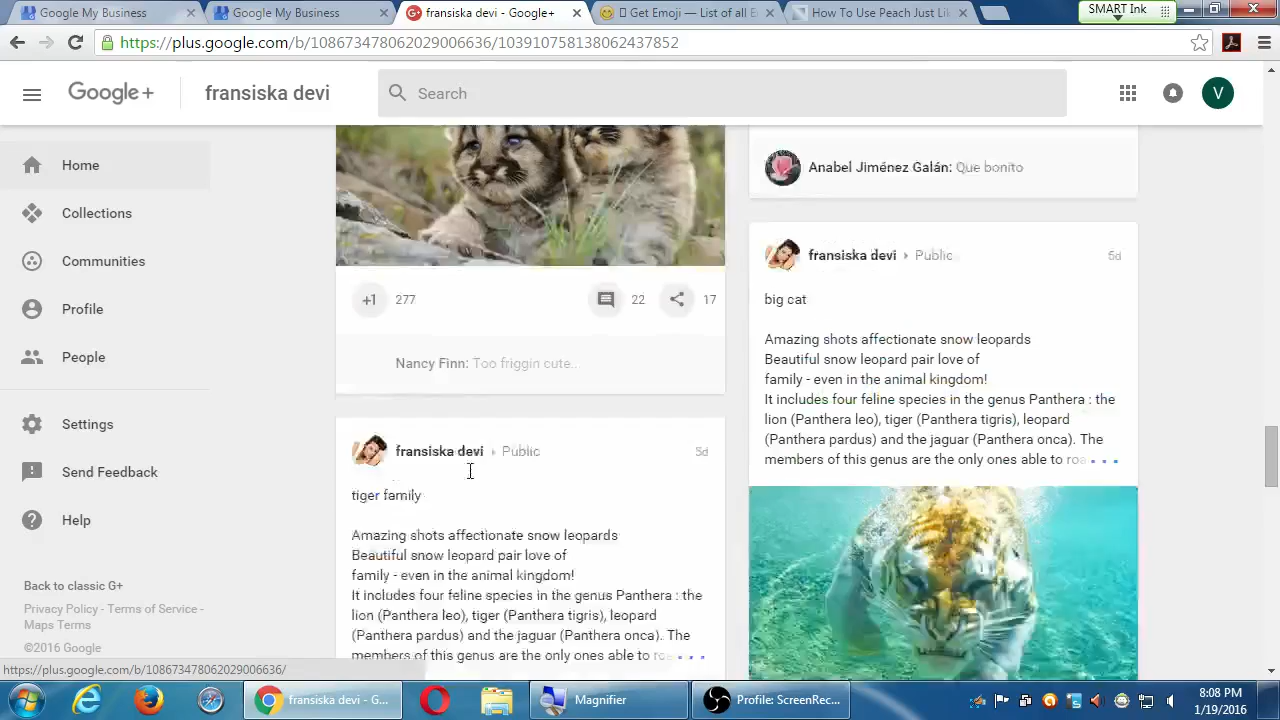 Google My Business
Google My Business
fransiska devi - Google+
Get Emoji — List of all E
How To Use Peach Just Li
SMART Ink
https://plus.google.com/b/108673478062029006636/103910758138062437852
Google+
fransiska devi
Search
V
Home
Collections
Communities
Profile
People
Settings
Send Feedback
Help
Back to classic G+
Privacy Policy - Terms of Service -
Maps Terms
©2016 Google
https://plus.google.com/b/108673478062029006636/
+1
277
22
17
Nancy Finn: Too friggin cute..
fransiska devi
Public
5d
tiger family
Amazing shots affectionate snow leopards
Beautiful snow leopard pair love of
family - even in the animal kingdom!
It includes four feline species in the genus Panthera : the
lion (Panthera leo), tiger (Panthera tigris), leopard
(Panthera pardus) and the jaguar (Panthera onca). The
members of this genus are the only ones able to roa ...
Anabel Jiménez Galán: Que bonito
fransiska devi
Public
5d
big cat
Amazing shots affectionate snow leopards
Beautiful snow leopard pair love of
family - even in the animal kingdom!
It includes four feline species in the genus Panthera : the
lion (Panthera leo), tiger (Panthera tigris), leopard
(Panthera pardus) and the jaguar (Panthera onca). The
members of this genus are the only ones able to roa ...
fransiska devi - G...
Magnifier
Profile: ScreenRec...
8:08 PM
1/19/2016